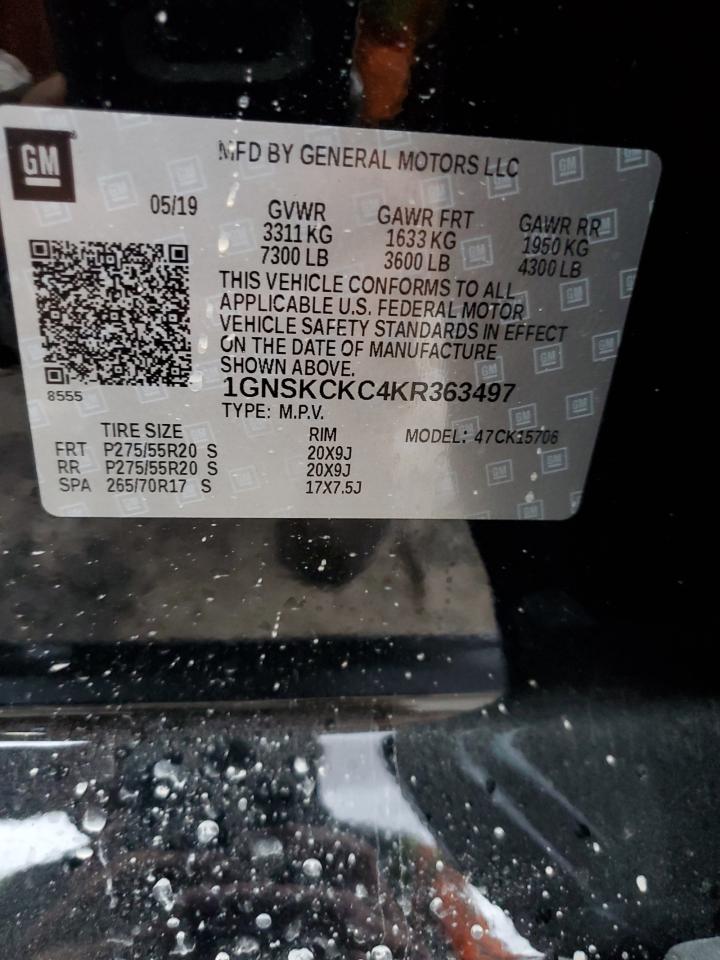 GM
MFD BY GENERAL MOTORS LLC
05/19
GVWR
3311 KG
7300 LB
GAWR FRT
1633 KG
3600 LB
GAWR RR
1950 KG
4300 LB
THIS VEHICLE CONFORMS TO ALL
APPLICABLE U.S. FEDERAL MOTOR
VEHICLE SAFETY STANDARDS IN EFFECT
ON THE DATE OF MANUFACTURE
SHOWN ABOVE.
8555
1GNSKCKC4KR363497
TYPE: M.P.V.
MODEL: 47CK15706
TIRE SIZE RIM
FRT P275/55R20 S 20X9J
RR P275/55R20 S 20X9J
SPA 265/70R17 S 17X7.5J